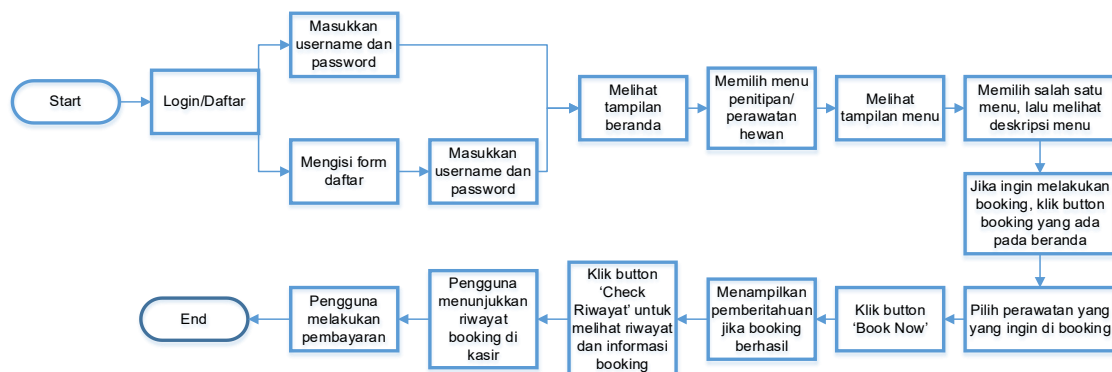 Start
Login/Daftar
Masukkan
username dan
password
Mengisi form
daftar
Masukkan
username dan
password
Melihat
tampilan
beranda
Memilih menu
penitipan/
perawatan
hewan
Melihat
tampilan menu
Memilih salah satu
menu, lalu melihat
deskripsi menu
Jika ingin melakukan
booking, klik button
booking yang ada
pada beranda
Pilih perawatan yang
yang ingin di booking
Klik button
‘Book Now’
Menampilkan
pemberitahuan
jika booking
berhasil
Klik button
‘Check
Riwayat’ untuk
melihat riwayat
dan informasi
booking
Pengguna
menunjukkan
riwayat
booking di
kasir
Pengguna
melakukan
pembayaran
End